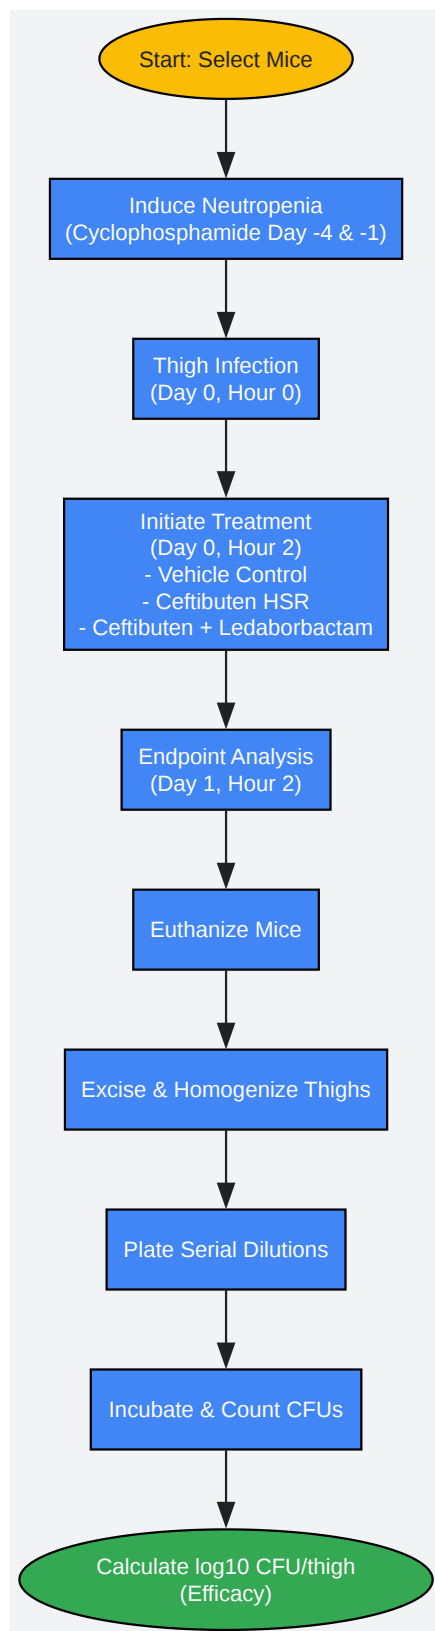 Start: Select Mice
Induce Neutropenia
(Cyclophosphamide Day -4 & -1)
Thigh Infection
(Day 0, Hour 0)
Initiate Treatment
(Day 0, Hour 2)
- Vehicle Control
- Ceftibuten HSR
- Ceftibuten + Ledaborbactam
Endpoint Analysis
(Day 1, Hour 2)
Euthanize Mice
Excise & Homogenize Thighs
Plate Serial Dilutions
Incubate & Count CFUs
Calculate log10 CFU/thigh
(Efficacy)